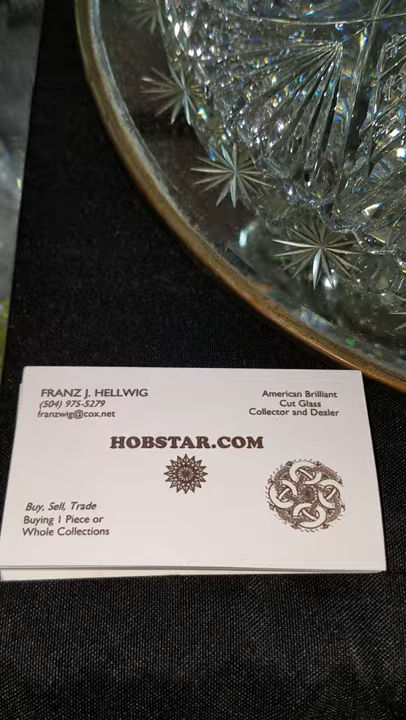 FRANZ J. HELLWIG
(504) 975-5279
franzwig@cox.net
American Brilliant
Cut Glass
Collector and Dealer
HOBSTAR.COM
Buy, Sell, Trade
Buying 1 Piece or
Whole Collections